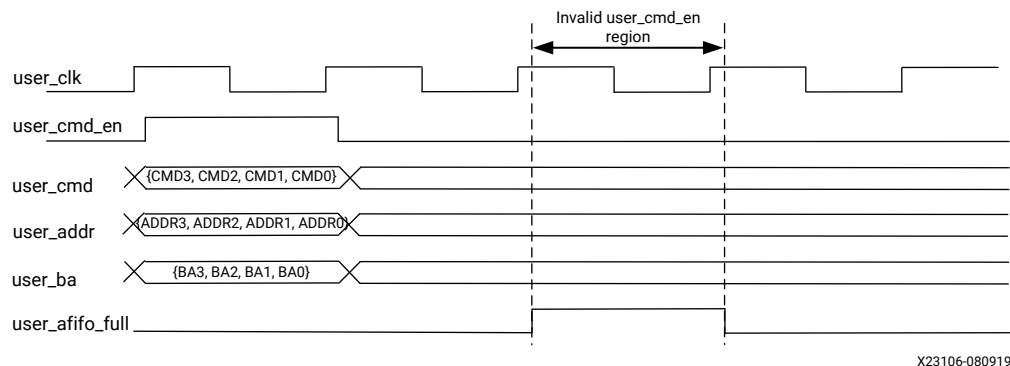 Invalid user_cmd_en
region
user_clk
user_cmd_en
user_cmd
{CMD3, CMD2, CMD1, CMD0}
user_addr
{ADDR3, ADDR2, ADDR1, ADDR0}
user_ba
{BA3, BA2, BA1, BA0}
user_afifo_full
X23106-080919